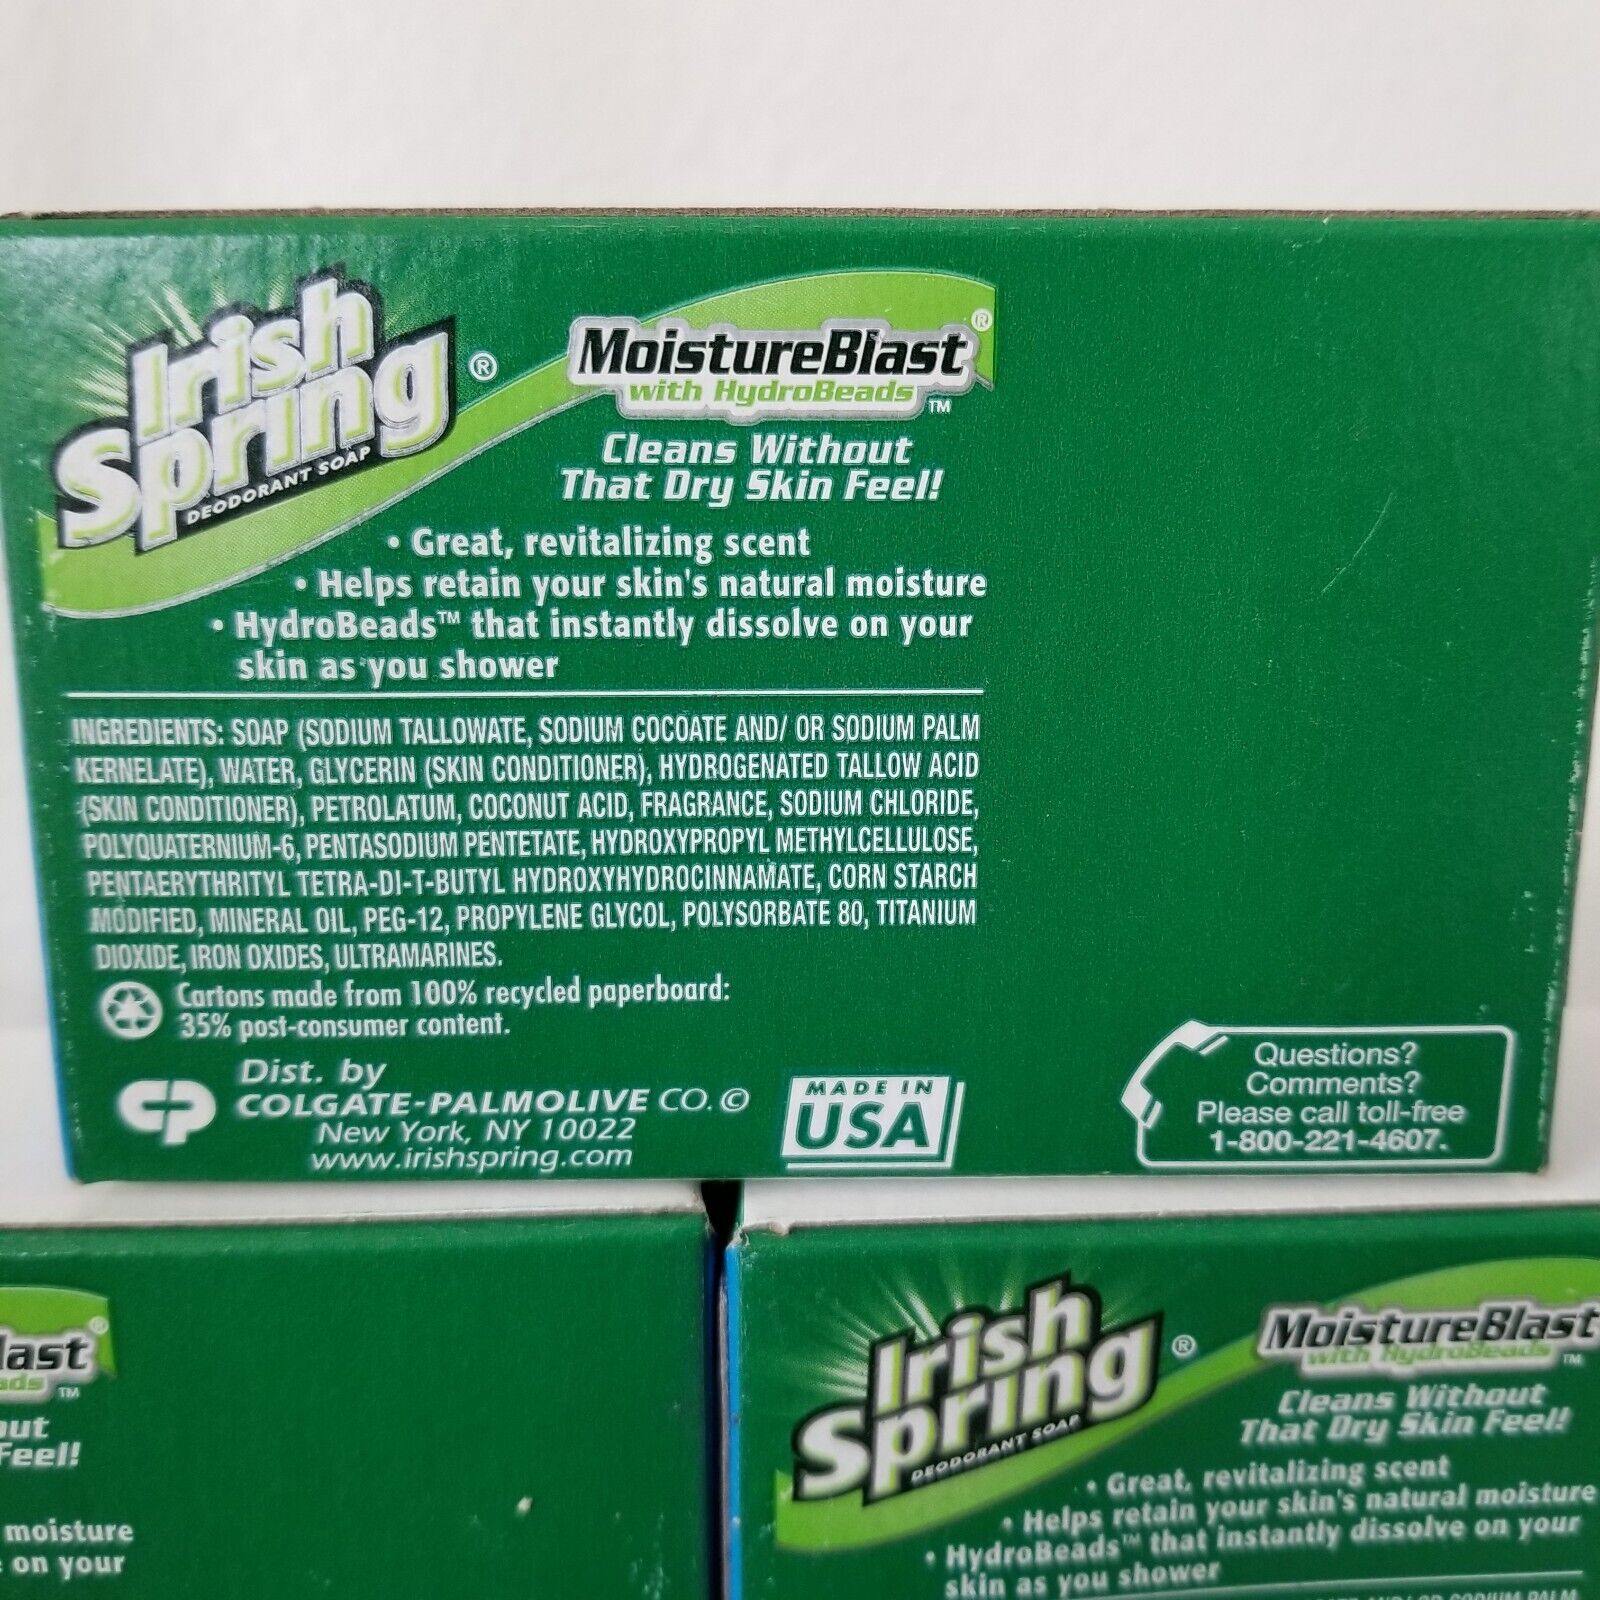 Irish
Spring®
DEODORANT SOAP
MoistureBlast®
with HydroBeads™
Cleans Without
That Dry Skin Feel!
• Great, revitalizing scent
• Helps retain your skin's natural moisture
• HydroBeads™ that instantly dissolve on your
skin as you shower
INGREDIENTS: SOAP (SODIUM TALLOWATE, SODIUM COCOATE AND/ OR SODIUM PALM
KERNELATE), WATER, GLYCERIN (SKIN CONDITIONER), HYDROGENATED TALLOW ACID
(SKIN CONDITIONER), PETROLATUM, COCONUT ACID, FRAGRANCE, SODIUM CHLORIDE,
POLYQUATERNIUM-6, PENTASODIUM PENTETATE, HYDROXYPROPYL METHYLCELLULOSE,
PENTAERYTHRITYL TETRA-DI-T-BUTYL HYDROXYHYDROCINNAMATE, CORN STARCH
MODIFIED, MINERAL OIL, PEG-12, PROPYLENE GLYCOL, POLYSORBATE 80, TITANIUM
DIOXIDE, IRON OXIDES, ULTRAMARINES.
Cartons made from 100% recycled paperboard:
35% post-consumer content.
CP
Dist. by
COLGATE-PALMOLIVE CO. ©
New York, NY 10022
www.irishspring.com
MADE IN
USA
Questions?
Comments?
Please call toll-free
1-800-221-4607.
last®
ads™
out
Feel!
moisture
on your
Irish
Spring®
DEODORANT SOAP
MoistureBlast
with HydroBeads™
Cleans Without
That Dry Skin Feel!
• Great, revitalizing scent
• Helps retain your skin's natural moisture
• HydroBeads™ that instantly dissolve on your
skin as you shower